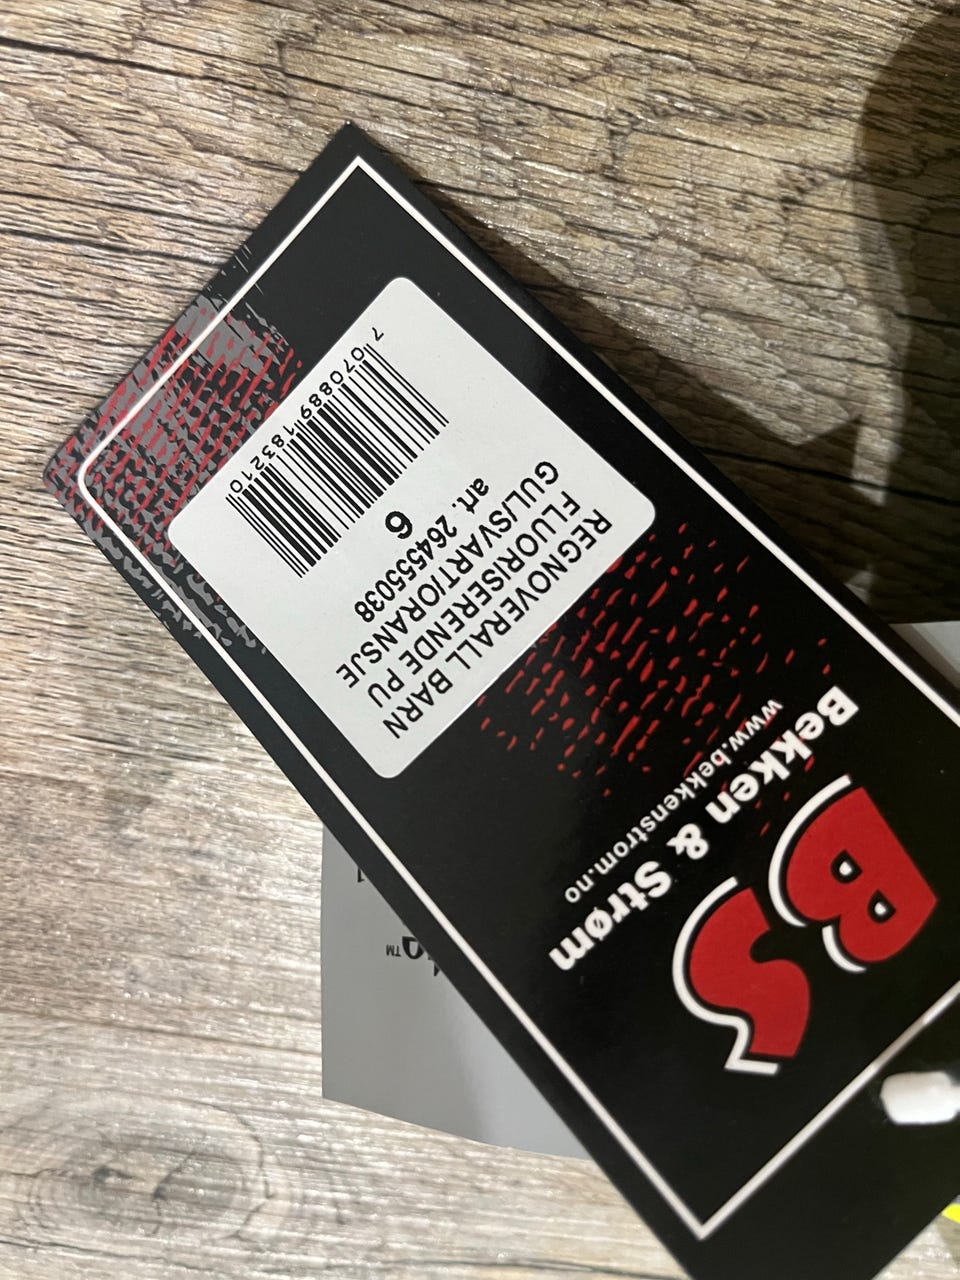 BS
Bekken & Strøm
www.bekkenstrom.no
REGNOVERALL BARN
FLUORISERENDE PU
GUL/SVART/ORANSJE
art. 264555038
6
7 070889 183210